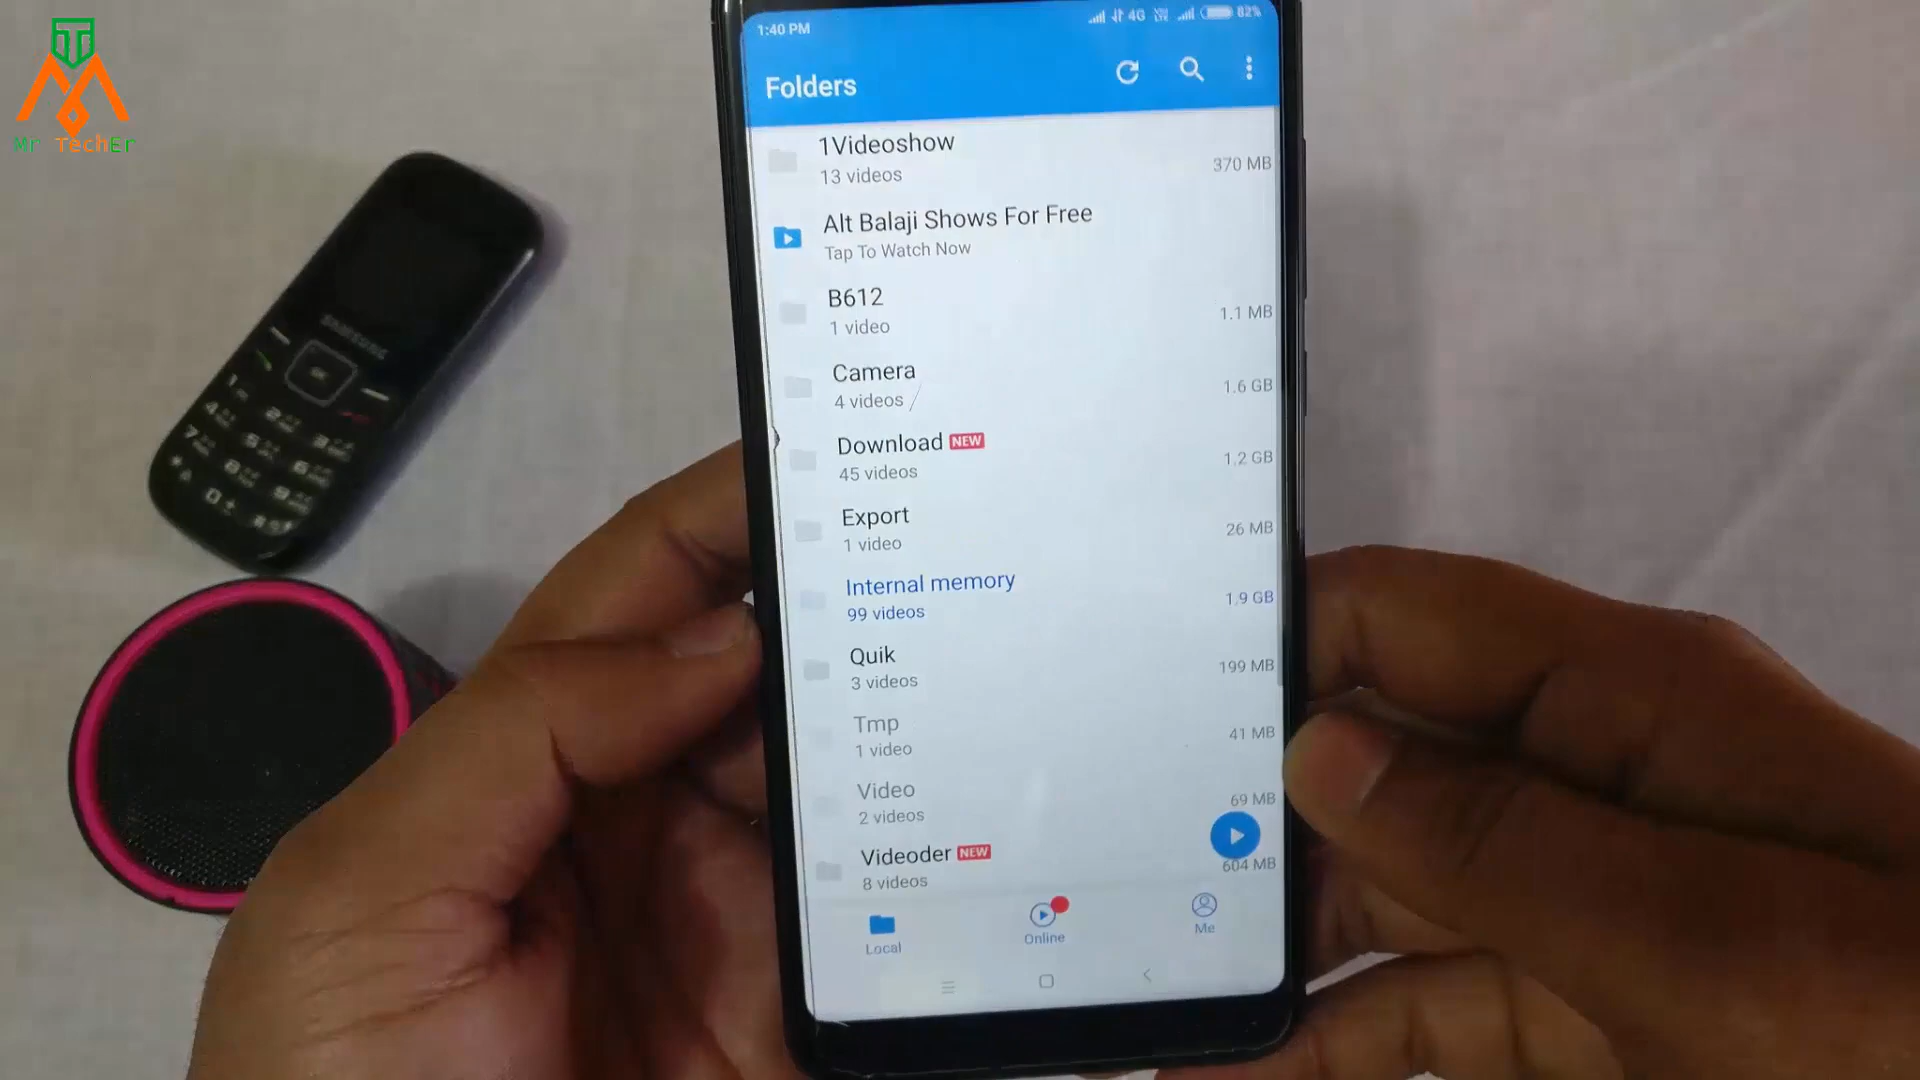 Mr TechEr
1:40 PM
4G
82%
Folders
1Videoshow
13 videos
370 MB
Alt Balaji Shows For Free
Tap To Watch Now
B612
1 video
1.1 MB
Camera
4 videos
1.6 GB
Download NEW
45 videos
1.2 GB
Export
1 video
26 MB
Internal memory
99 videos
1.9 GB
Quik
3 videos
199 MB
Tmp
1 video
41 MB
Video
2 videos
69 MB
Videoder NEW
8 videos
604 MB
Local
Online
Me
SAMSUNG
OK